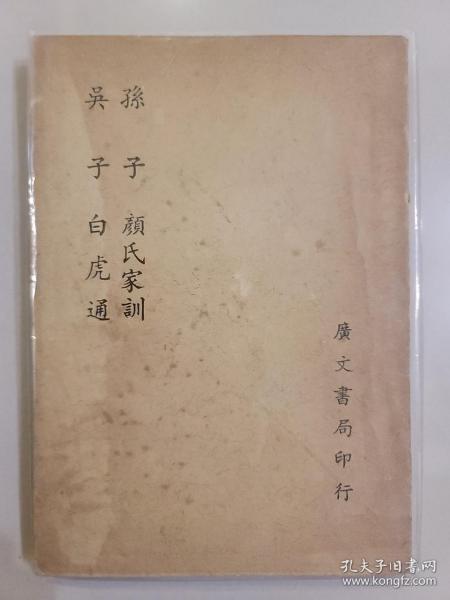 孫子 顏氏家訓
吳子 白虎通
廣文書局印行
孔夫子旧书网
www.kongfz.com